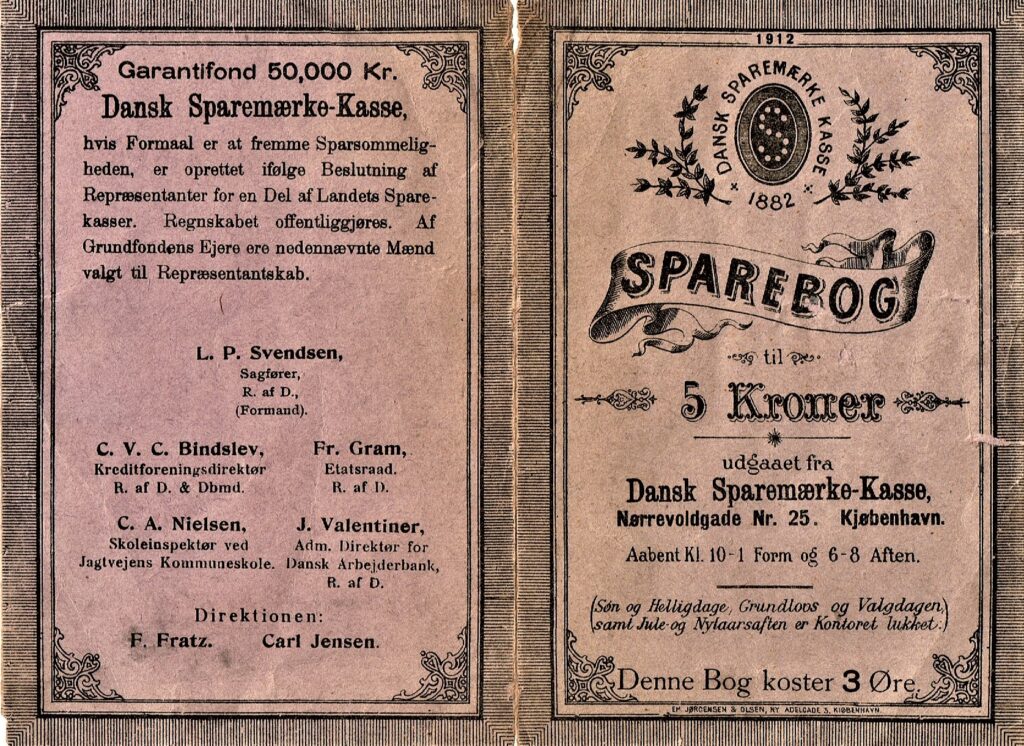 Garantifond 50,000 Kr.
Dansk Sparemærke-Kasse,
hvis Formaal er at fremme Sparsommelig-
heden, er oprettet ifølge Beslutning af
Repræsentanter for en Del af Landets Spare-
kasser. Regnskabet offentliggjøres. Af
Grundfondens Ejere ere nedennævnte Mænd
valgt til Repræsentantskab.
L. P. Svendsen,
Sagfører,
R. af D.,
(Formand).
C. V. C. Bindslev,
Kreditforeningsdirektør
R. af D. & Dbmd.
Fr. Gram,
Etatsraad.
R. af D.
C. A. Nielsen,
Skoleinspektør ved
Jagtvejens Kommuneskole.
J. Valentiner,
Adm. Direktør for
Dansk Arbejderbank,
R. af D.
Direktionen:
F. Fratz. Carl Jensen.
1912
DANSK SPAREMÆRKE KASSE
1882
SPAREBOG
til
5 Kroner
udgaaet fra
Dansk Sparemærke-Kasse,
Nørrevoldgade Nr. 25. Kjøbenhavn.
Aabent Kl. 10-1 Form og 6-8 Aften.
(Søn og Helligdage, Grundlovs og Valgdagen,
samt Jule-og Nytaarsaften er Kontoret lukket.)
Denne Bog koster 3 Øre.
EM. JØRGENSEN & OLSEN, NY ADELGADE 3, KIØBENHAVN.